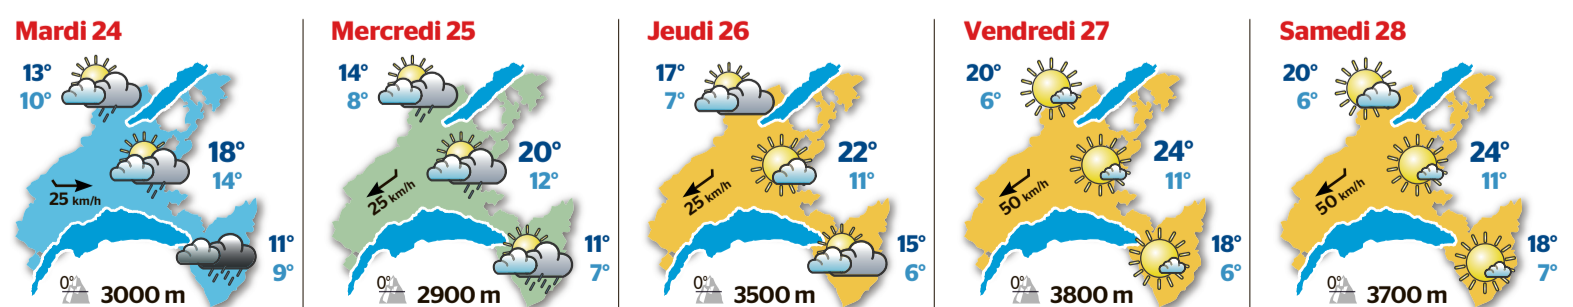 Mardi 24
13°
10°
18°
14°
25 km/h
11°
9°
0°
3000 m
Mercredi 25
14°
8°
20°
12°
25 km/h
11°
7°
0°
2900 m
Jeudi 26
17°
7°
22°
11°
25 km/h
15°
6°
0°
3500 m
Vendredi 27
20°
6°
24°
11°
50 km/h
18°
6°
0°
3800 m
Samedi 28
20°
6°
24°
11°
50 km/h
18°
7°
0°
3700 m